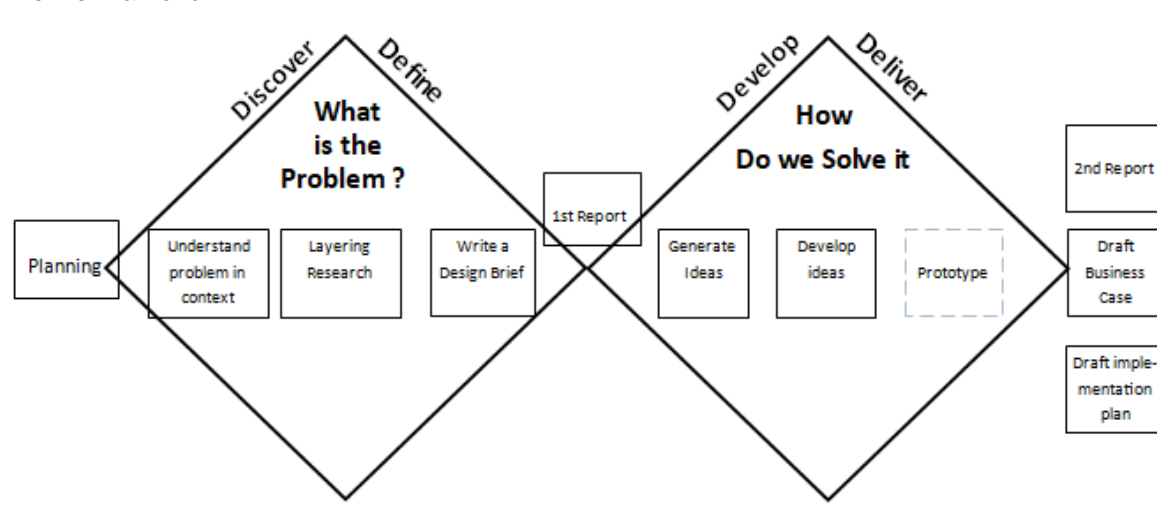 Discover
Define
What
is the
Problem ?
Planning
Understand
problem in
context
Layering
Research
Write a
Design Brief
1st Report
Develop
Deliver
How
Do we Solve it
Generate
Ideas
Develop
ideas
Prototype
2nd Report
Draft
Business
Case
Draft imple-
mentation
plan